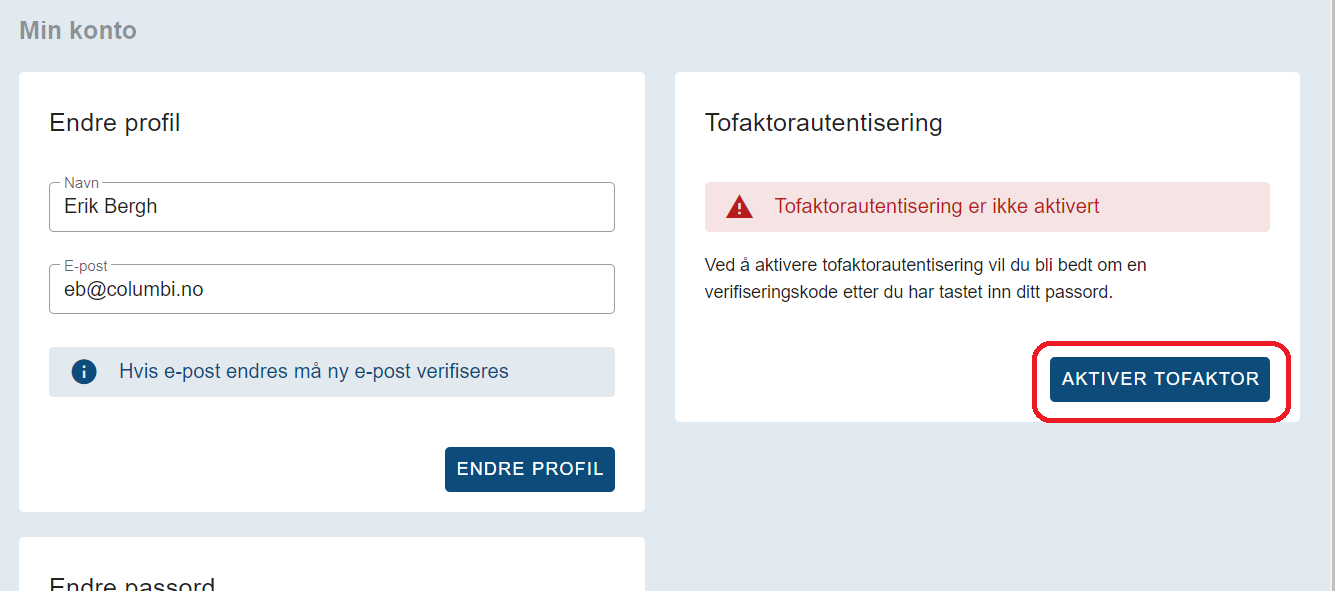 Min konto
Endre profil
Navn
Erik Bergh
E-post
eb@columbi.no
Hvis e-post endres må ny e-post verifiseres
ENDRE PROFIL
Endre passord
Tofaktorautentisering
Tofaktorautentisering er ikke aktivert
Ved å aktivere tofaktorautentisering vil du bli bedt om en
verifiseringskode etter du har tastet inn ditt passord.
AKTIVER TOFAKTOR